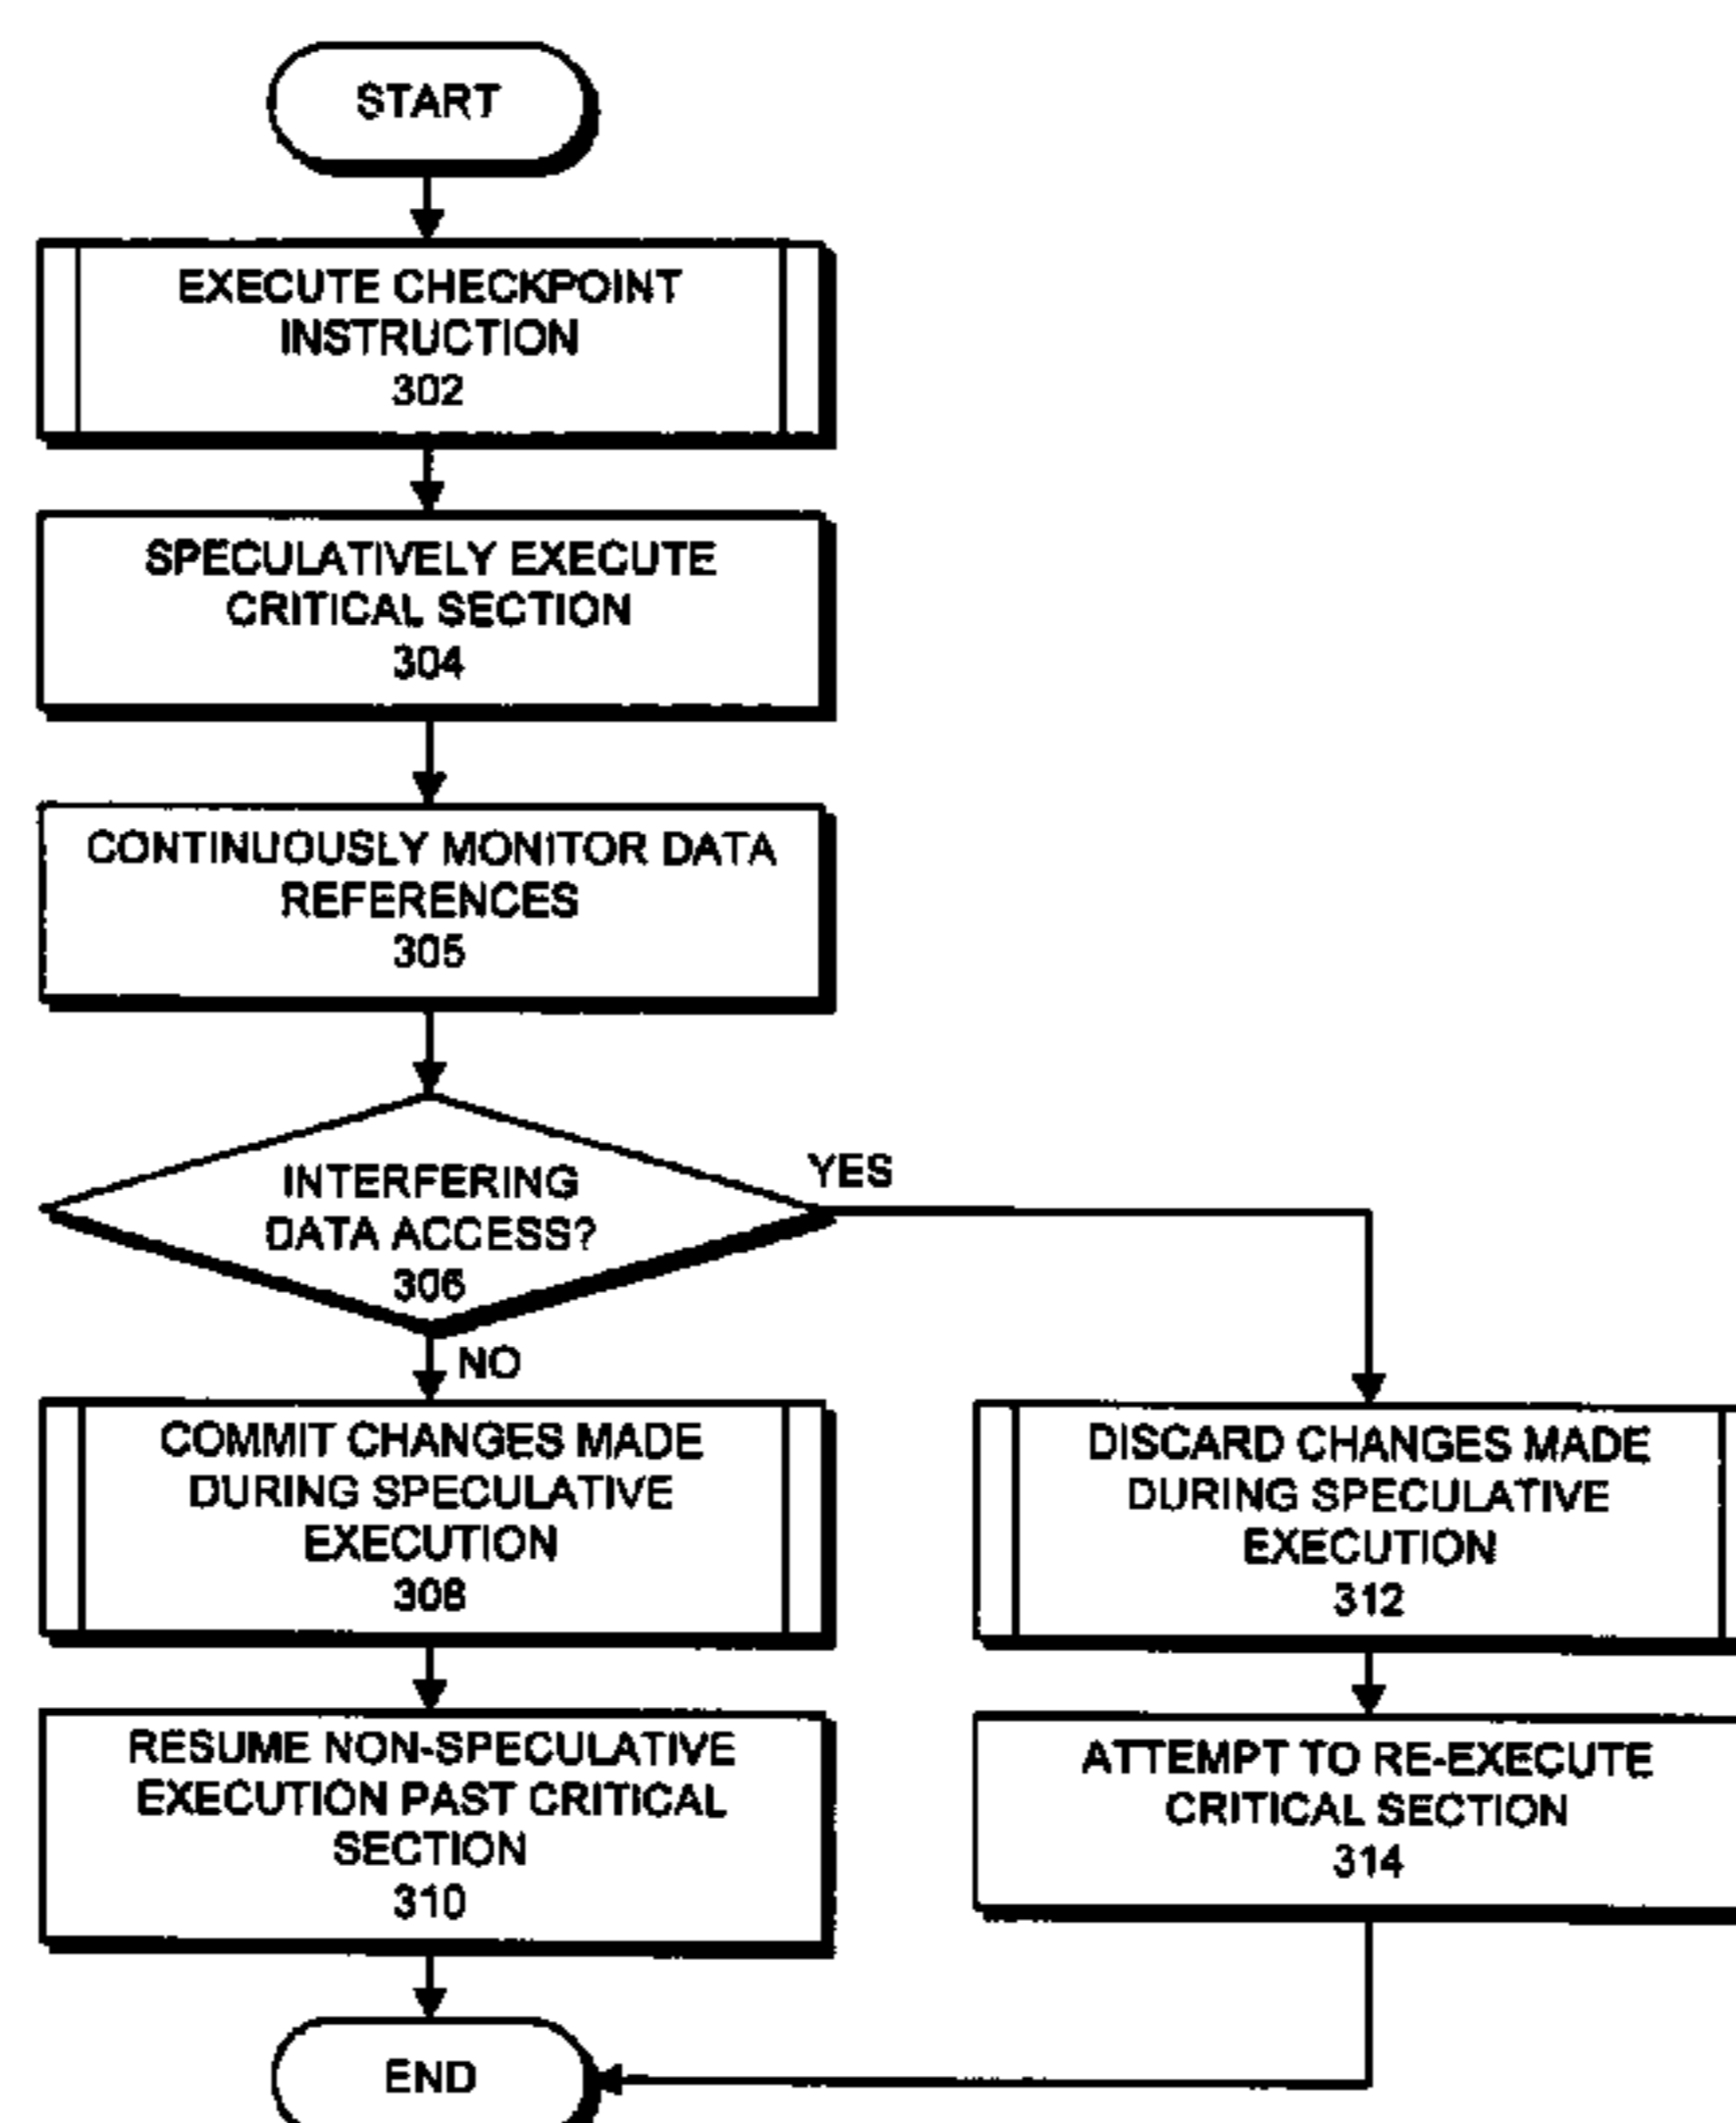 START
EXECUTE CHECKPOINT
INSTRUCTION
302
SPECULATIVELY EXECUTE
CRITICAL SECTION
304
CONTINUOUSLY MONITOR DATA
REFERENCES
305
INTERFERING
DATA ACCESS?
306
YES
NO
COMMIT CHANGES MADE
DURING SPECULATIVE
EXECUTION
308
DISCARD CHANGES MADE
DURING SPECULATIVE
EXECUTION
312
RESUME NON-SPECULATIVE
EXECUTION PAST CRITICAL
SECTION
310
ATTEMPT TO RE-EXECUTE
CRITICAL SECTION
314
END